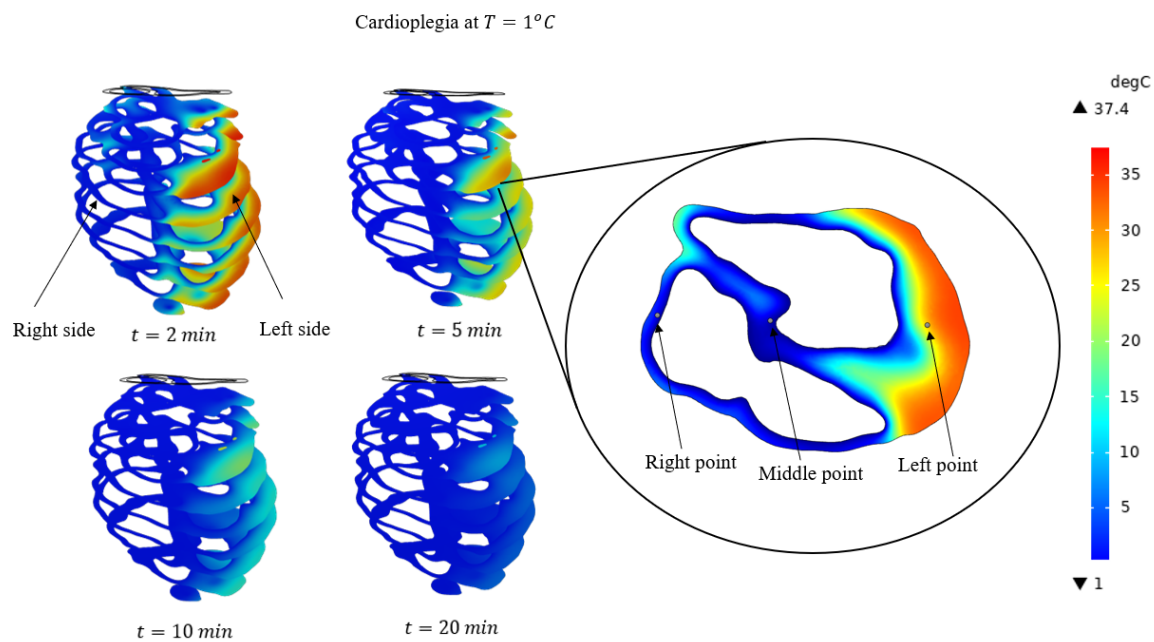 Cardioplegia at T = 1°C
degC
▲ 37.4
35
30
25
20
15
10
5
▼ 1
Right side
t = 2 min
Left side
t = 5 min
Right point
Middle point
Left point
t = 10 min
t = 20 min